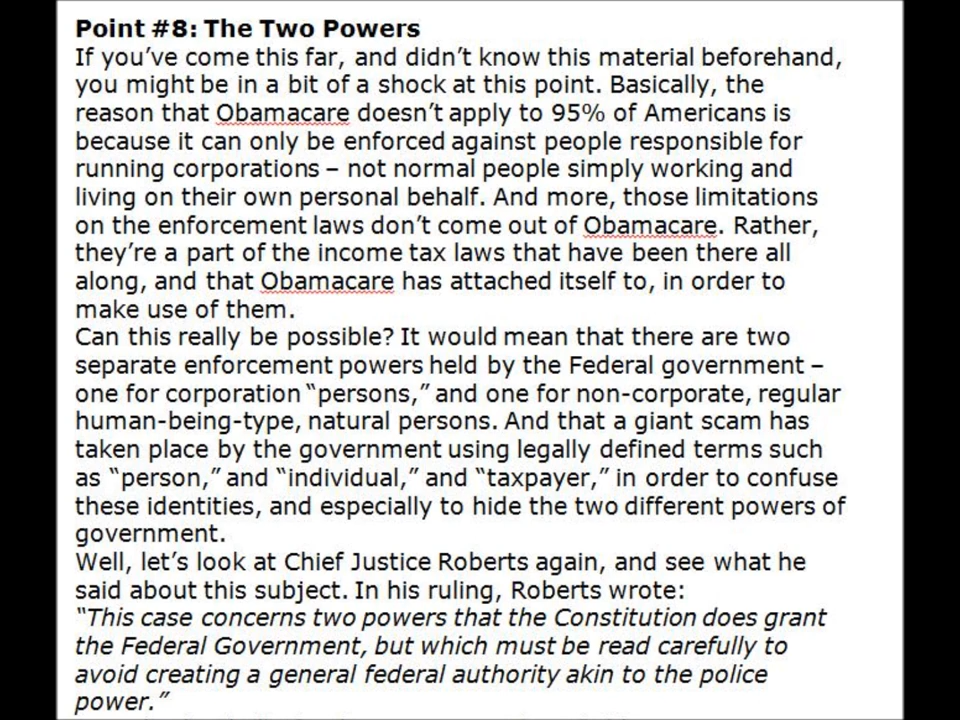 Point #8: The Two Powers
If you’ve come this far, and didn’t know this material beforehand,
you might be in a bit of a shock at this point. Basically, the
reason that Obamacare doesn’t apply to 95% of Americans is
because it can only be enforced against people responsible for
running corporations – not normal people simply working and
living on their own personal behalf. And more, those limitations
on the enforcement laws don’t come out of Obamacare. Rather,
they’re a part of the income tax laws that have been there all
along, and that Obamacare has attached itself to, in order to
make use of them.
Can this really be possible? It would mean that there are two
separate enforcement powers held by the Federal government –
one for corporation “persons,” and one for non-corporate, regular
human-being-type, natural persons. And that a giant scam has
taken place by the government using legally defined terms such
as “person,” and “individual,” and “taxpayer,” in order to confuse
these identities, and especially to hide the two different powers of
government.
Well, let’s look at Chief Justice Roberts again, and see what he
said about this subject. In his ruling, Roberts wrote:
“This case concerns two powers that the Constitution does grant
the Federal Government, but which must be read carefully to
avoid creating a general federal authority akin to the police
power.”